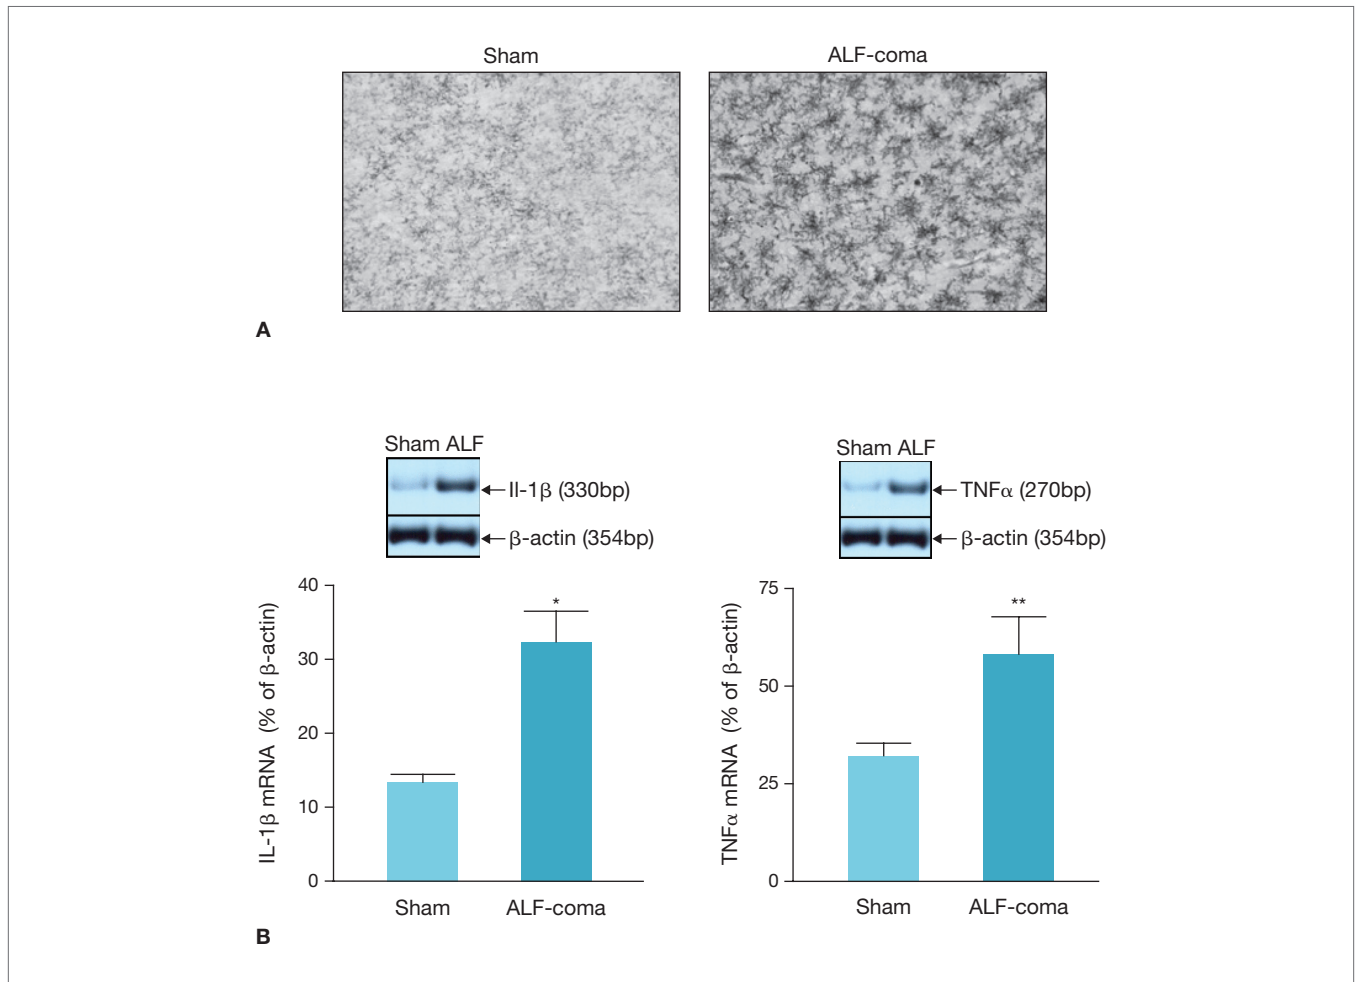 Sham ALF-coma
A
Sham ALF
Il-1β (330bp)
β-actin (354bp)
40
30
20
10
0
IL-1β mRNA (% of β-actin)
*
Sham ALF-coma
Sham ALF
TNFα (270bp)
β-actin (354bp)
75
50
25
0
TNFα mRNA (% of β-actin)
**
Sham ALF-coma
B